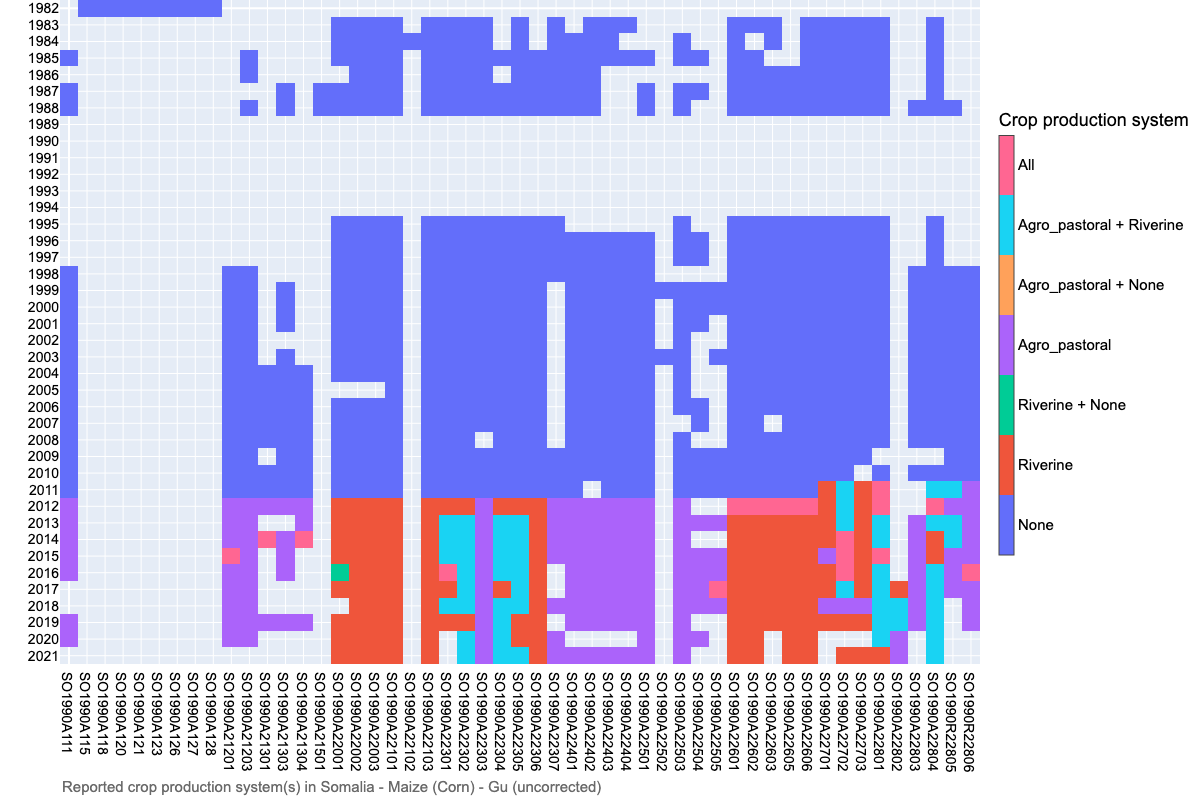 1982
1983
1984
1985
1986
1987
1988
1989
1990
1991
1992
1993
1994
1995
1996
1997
1998
1999
2000
2001
2002
2003
2004
2005
2006
2007
2008
2009
2010
2011
2012
2013
2014
2015
2016
2017
2018
2019
2020
2021
SO1990A111
SO1990A115
SO1990A118
SO1990A120
SO1990A121
SO1990A123
SO1990A126
SO1990A127
SO1990A128
SO1990A21201
SO1990A21203
SO1990A21301
SO1990A21303
SO1990A21304
SO1990A21501
SO1990A22001
SO1990A22002
SO1990A22003
SO1990A22101
SO1990A22102
SO1990A22103
SO1990A22301
SO1990A22302
SO1990A22303
SO1990A22304
SO1990A22305
SO1990A22306
SO1990A22307
SO1990A22401
SO1990A22402
SO1990A22403
SO1990A22404
SO1990A22501
SO1990A22502
SO1990A22503
SO1990A22504
SO1990A22505
SO1990A22601
SO1990A22602
SO1990A22603
SO1990A22605
SO1990A22606
SO1990A22701
SO1990A22702
SO1990A22703
SO1990A22801
SO1990A22802
SO1990A22804
SO1990R22805
SO1990R22806
Reported crop production system(s) in Somalia - Maize (Corn) - Gu (uncorrected)
Crop production system
All
Agro_pastoral + Riverine
Agro_pastoral + None
Agro_pastoral
Riverine + None
Riverine
None